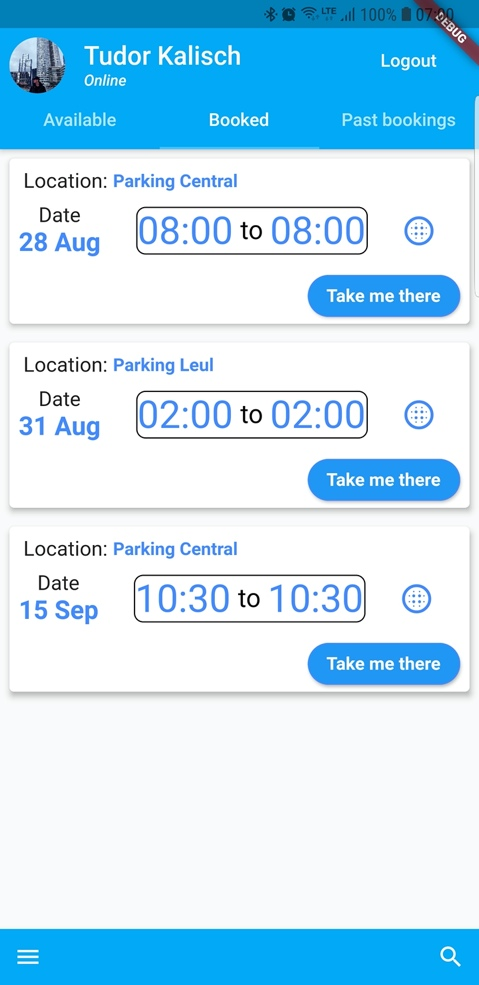 LTE 100% 07:00
DEBUG
Tudor Kalisch
Logout
Online
Available Booked Past bookings
Location: Parking Central
Date
28 Aug
08:00 to 08:00
Take me there
Location: Parking Leul
Date
31 Aug
02:00 to 02:00
Take me there
Location: Parking Central
Date
15 Sep
10:30 to 10:30
Take me there